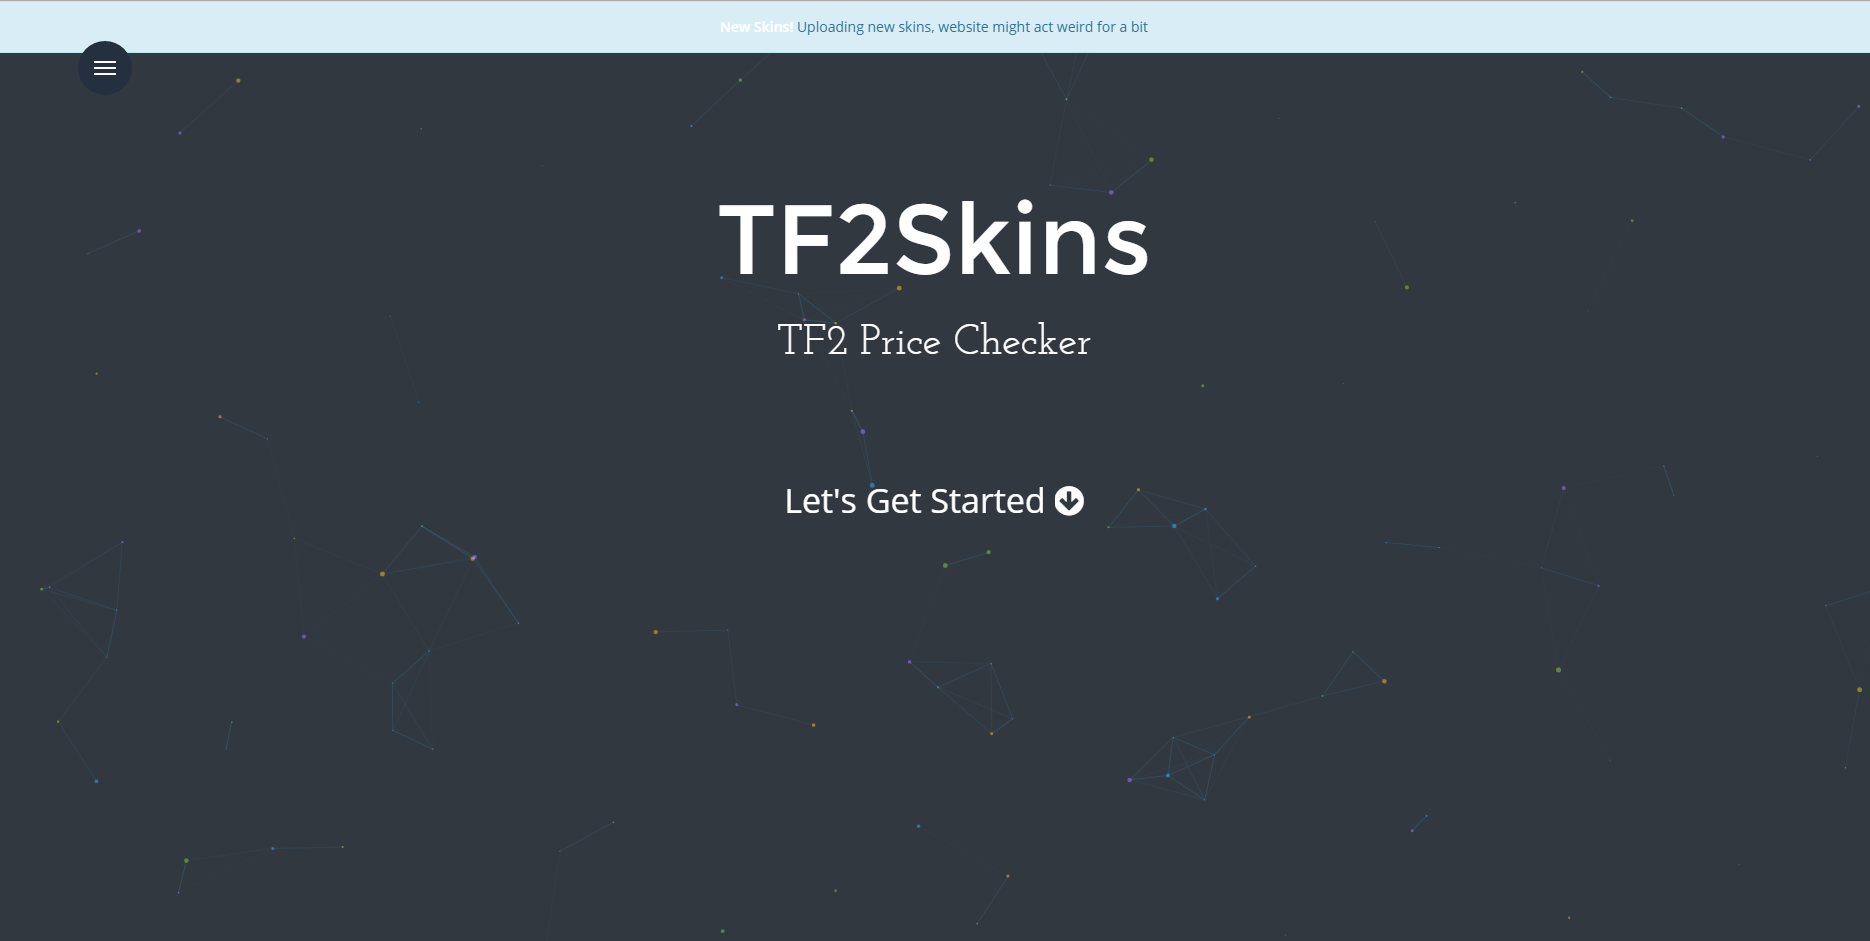 New Skins! Uploading new skins, website might act weird for a bit
TF2Skins
TF2 Price Checker
Let's Get Started